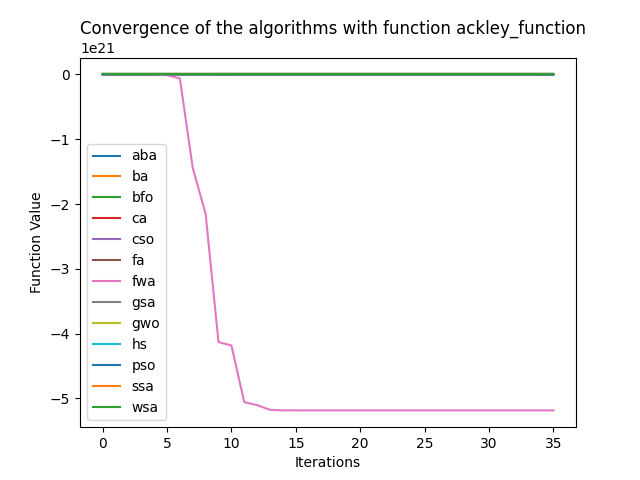 Convergence of the algorithms with function ackley_function
1e21
0
−1
−2
−3
−4
−5
Function Value
aba
ba
bfo
ca
cso
fa
fwa
gsa
gwo
hs
pso
ssa
wsa
0 5 10 15 20 25 30 35
Iterations